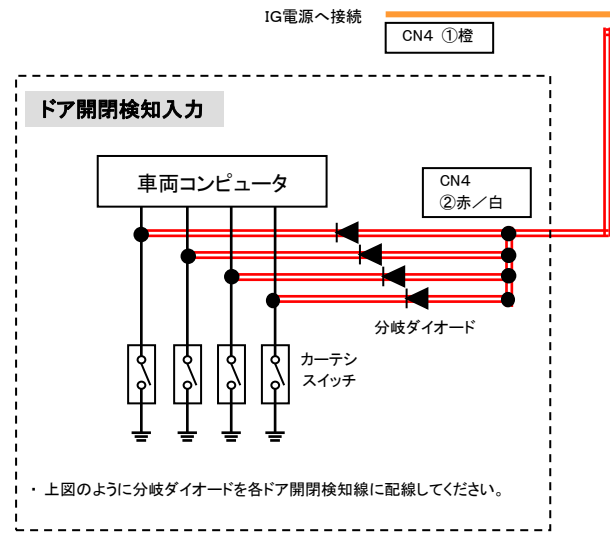 IG電源へ接続
CN4 ①橙
ドア開閉検知入力
車両コンピュータ
CN4
②赤／白
分岐ダイオード
カーテシ
スイッチ
・ 上図のように分岐ダイオードを各ドア開閉検知線に配線してください。